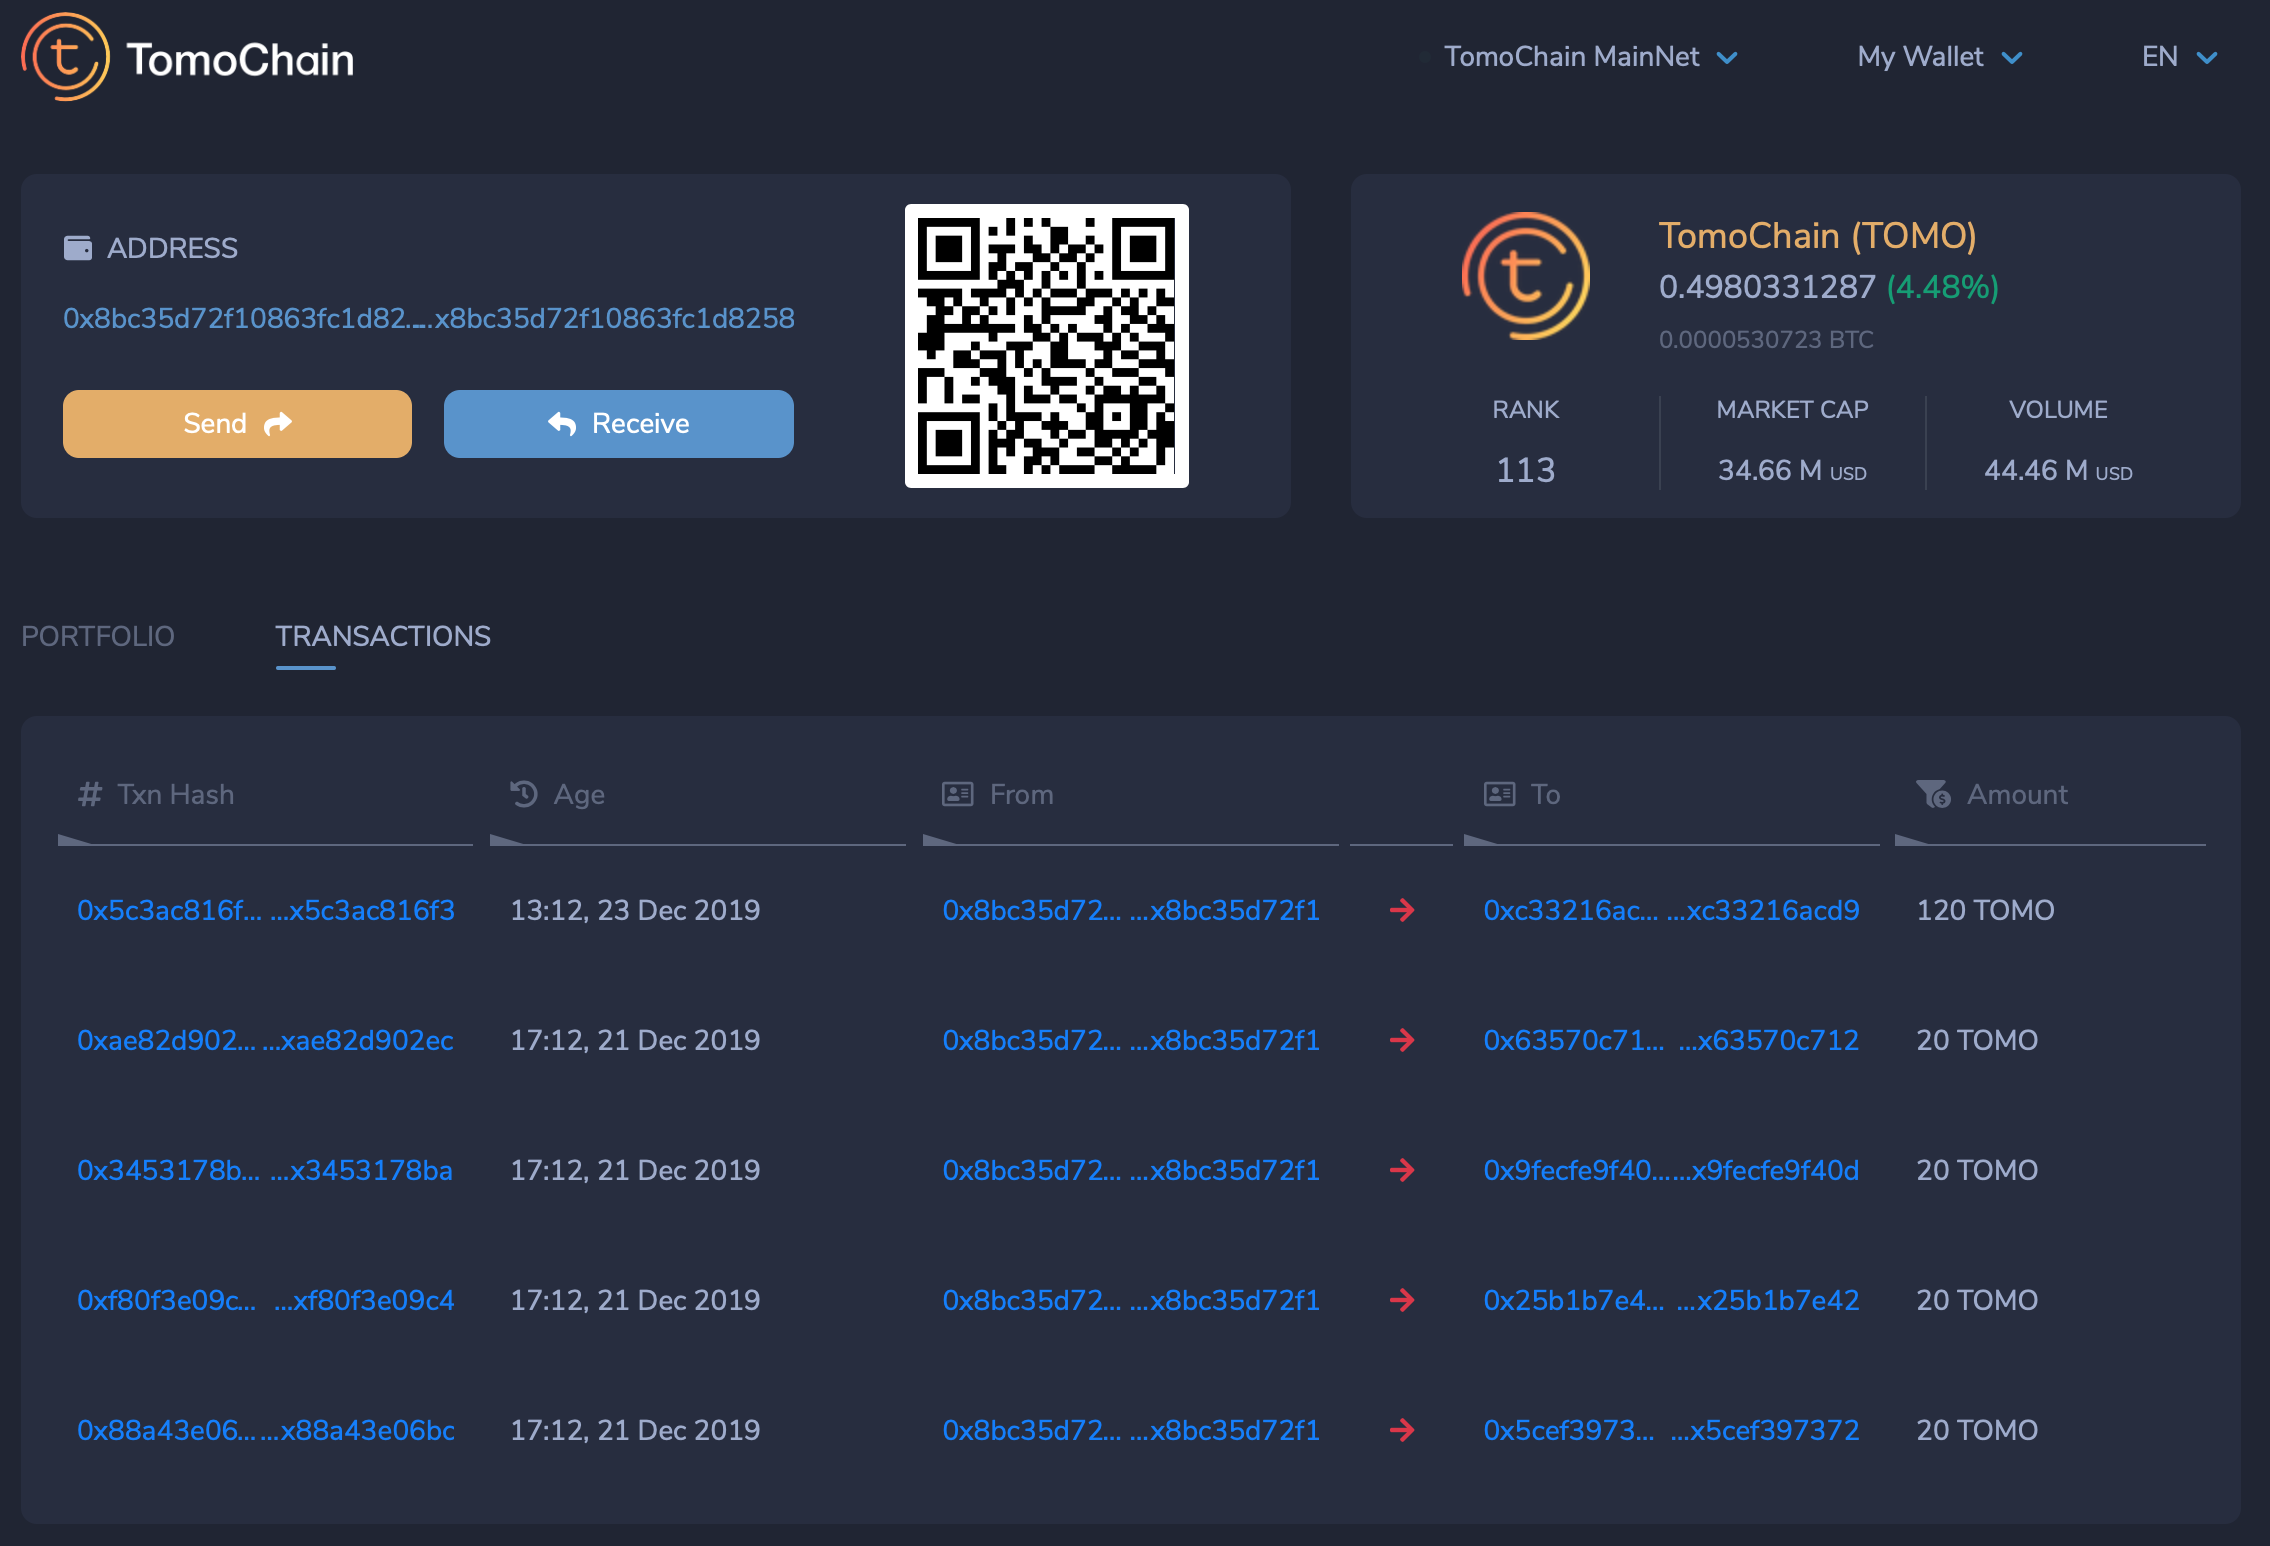 TomoChain
TomoChain MainNet
My Wallet
EN
ADDRESS
0x8bc35d72f10863fc1d82......x8bc35d72f10863fc1d8258
Send
Receive
TomoChain (TOMO)
0.4980331287 (4.48%)
0.0000530723 BTC
RANK
MARKET CAP
VOLUME
113
34.66 M USD
44.46 M USD
PORTFOLIO
TRANSACTIONS
# Txn Hash
Age
From
To
Amount
0x5c3ac816f... ...x5c3ac816f3 13:12, 23 Dec 2019 0x8bc35d72... ...x8bc35d72f1 0xc33216ac... ...xc33216acd9 120 TOMO
0xae82d902... ...xae82d902ec 17:12, 21 Dec 2019 0x8bc35d72... ...x8bc35d72f1 0x63570c71... ...x63570c712 20 TOMO
0x3453178b... ...x3453178ba 17:12, 21 Dec 2019 0x8bc35d72... ...x8bc35d72f1 0x9fecfe9f40......x9fecfe9f40d 20 TOMO
0xf80f3e09c... ...xf80f3e09c4 17:12, 21 Dec 2019 0x8bc35d72... ...x8bc35d72f1 0x25b1b7e4... ...x25b1b7e42 20 TOMO
0x88a43e06... ...x88a43e06bc 17:12, 21 Dec 2019 0x8bc35d72... ...x8bc35d72f1 0x5cef3973... ...x5cef397372 20 TOMO